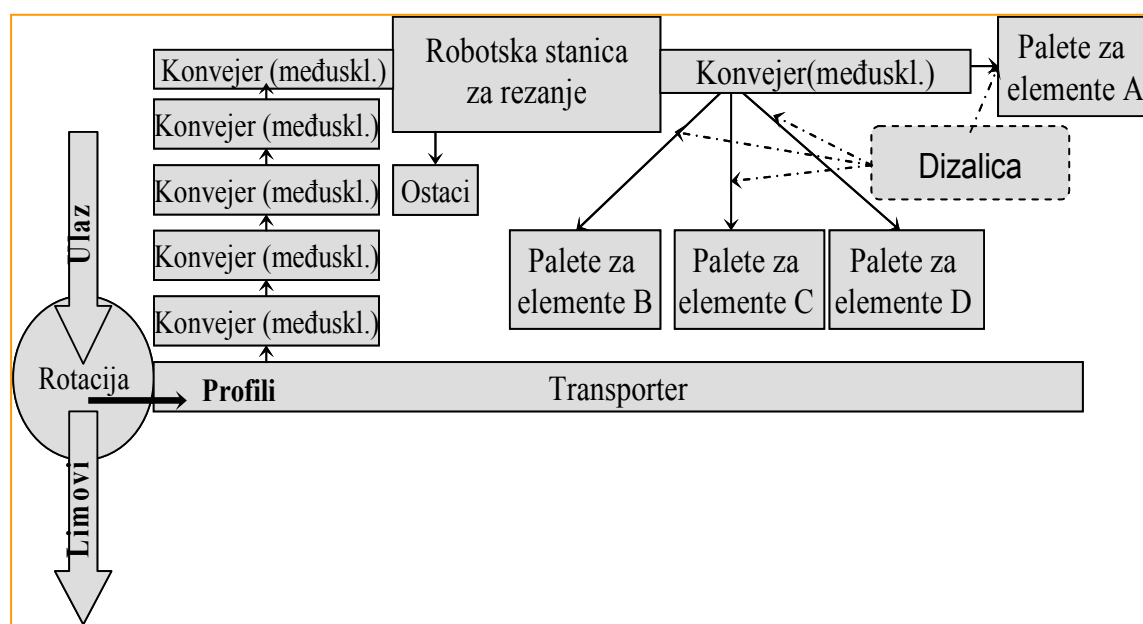 Konvejer (međuskl.)
Robotska stanica
za rezanje
Konvejer(međuskl.)
Palete za
elemente A
Konvejer (međuskl.)
Dizalica
Konvejer (međuskl.)
Ostaci
Ulaz
Konvejer (međuskl.)
Palete za
elemente B
Palete za
elemente C
Palete za
elemente D
Konvejer (međuskl.)
Rotacija
Profili
Transporter
Limovi